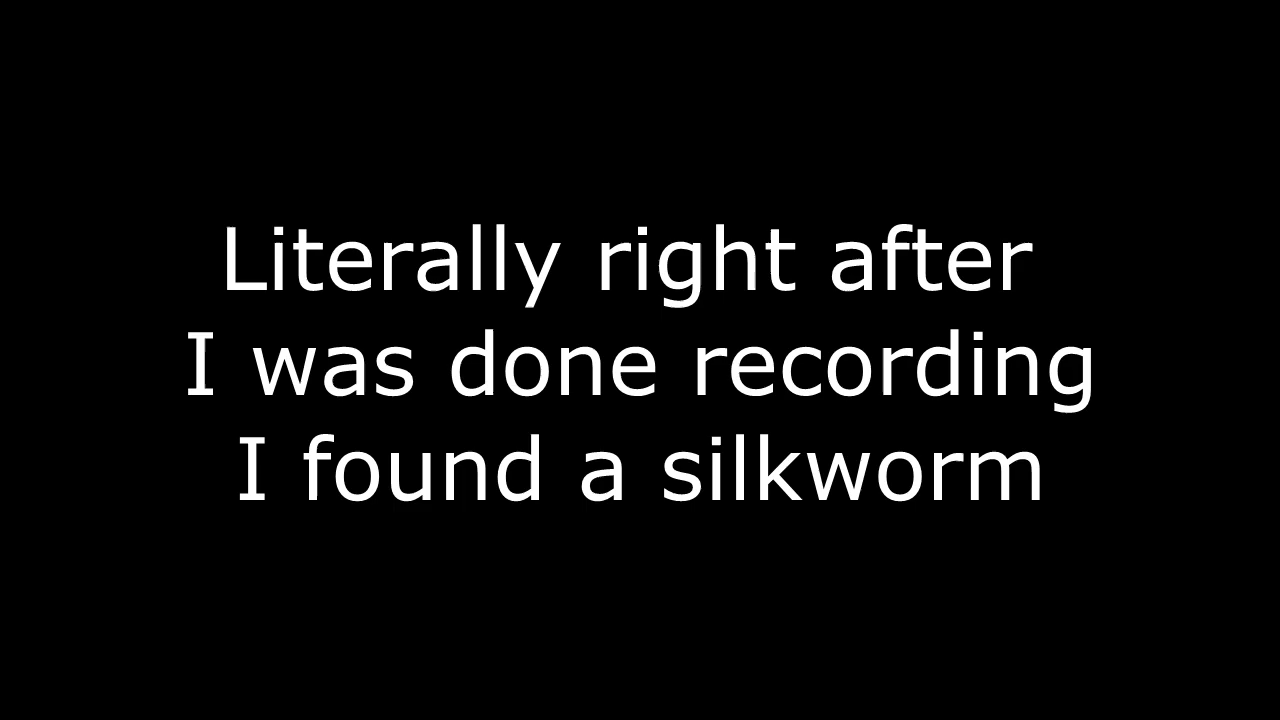 Literally right after
I was done recording
I found a silkworm